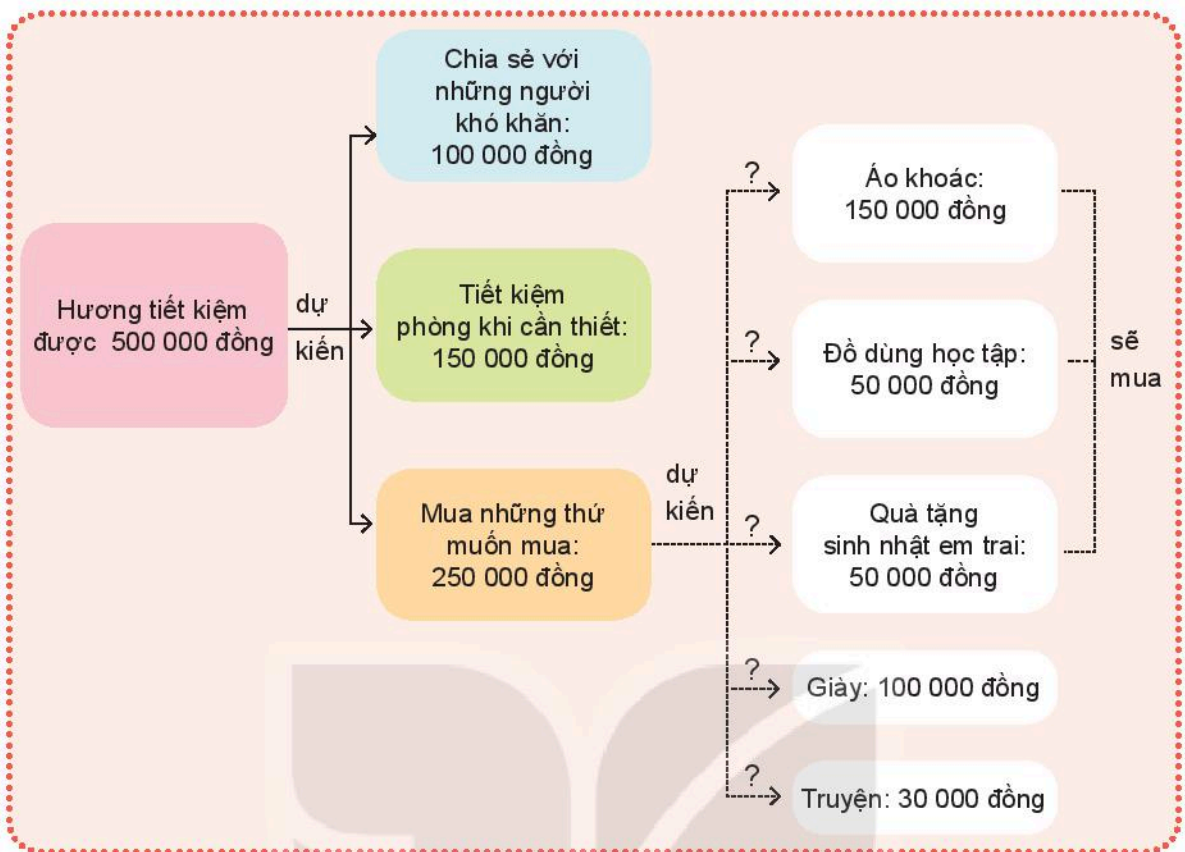 Chia sẻ với
những người
khó khăn:
100 000 đồng
Hương tiết kiệm
được 500 000 đồng
dự
kiến
Tiết kiệm
phòng khi cần thiết:
150 000 đồng
Mua những thứ
muốn mua:
250 000 đồng
dự
kiến
?
Áo khoác:
150 000 đồng
?
Đồ dùng học tập:
50 000 đồng
?
Quà tặng
sinh nhật em trai:
50 000 đồng
sẽ
mua
?
Giày: 100 000 đồng
?
Truyện: 30 000 đồng